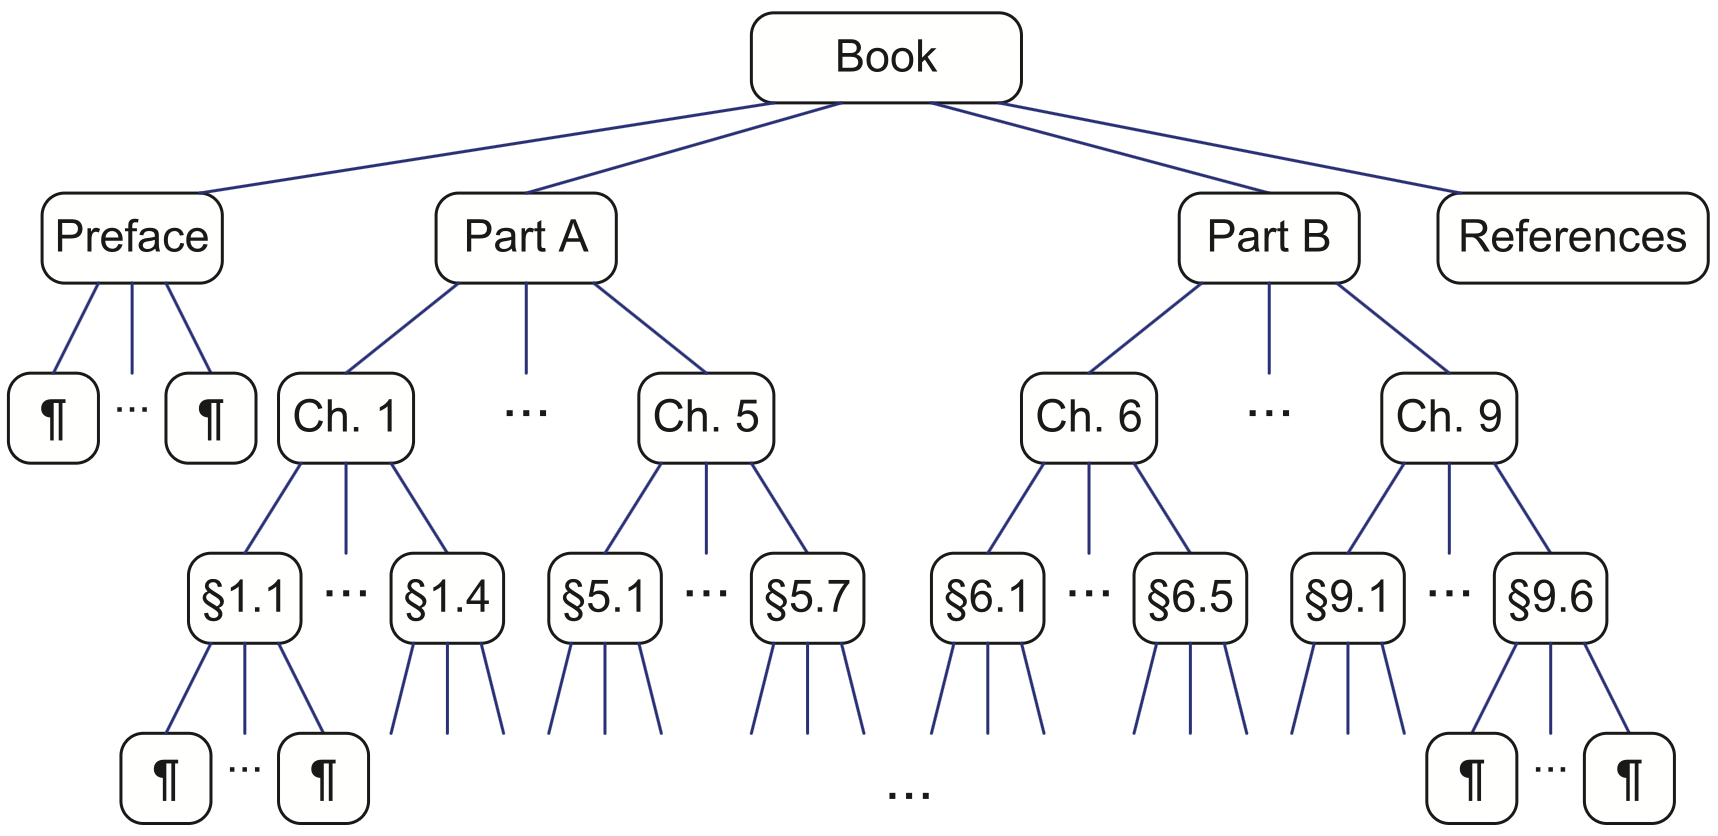 Book
Preface Part A Part B References
¶ ... ¶ Ch. 1 ... Ch. 5 Ch. 6 ... Ch. 9
§1.1 ... §1.4 §5.1 ... §5.7 §6.1 ... §6.5 §9.1 ... §9.6
¶ ... ¶ ... ¶ ... ¶